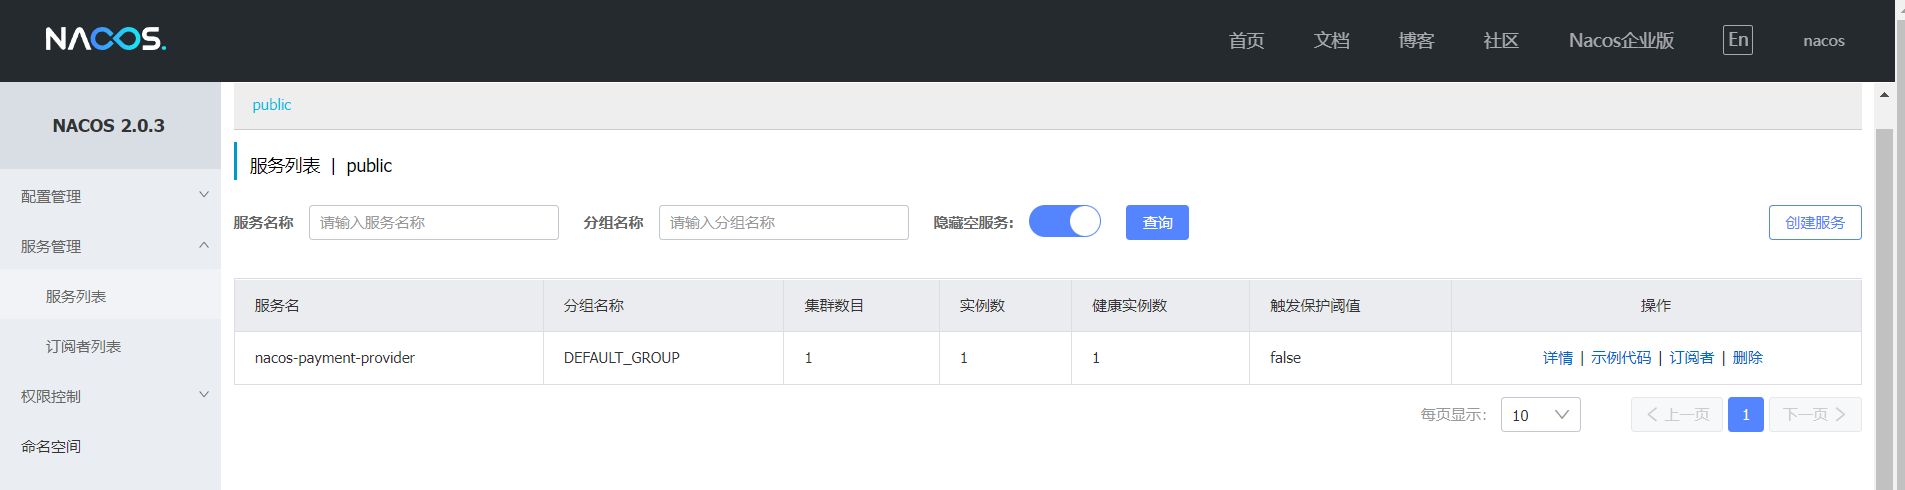 NACOS.
首页 文档 博客 社区 Nacos企业版 En nacos
NACOS 2.0.3
配置管理
服务管理
服务列表
订阅者列表
权限控制
命名空间
public
服务列表 | public
服务名称 请输入服务名称 分组名称 请输入分组名称 隐藏空服务: 查询 创建服务
服务名 分组名称 集群数目 实例数 健康实例数 触发保护阈值 操作
nacos-payment-provider DEFAULT_GROUP 1 1 1 false 详情 | 示例代码 | 订阅者 | 删除
每页显示: 10 上一页 1 下一页